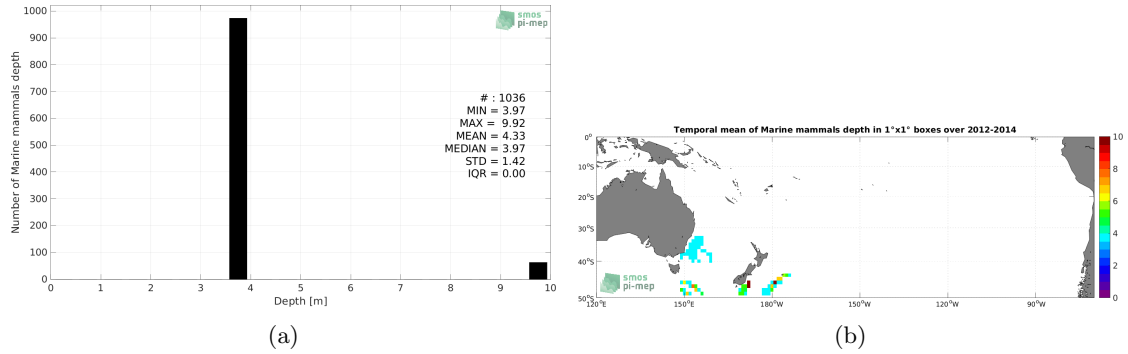 1000
900
800
700
600
500
400
300
200
100
0
Number of Marine mammals depth
smos
pi-mep
# : 1036
MIN = 3.97
MAX = 9.92
MEAN = 4.33
MEDIAN = 3.97
STD = 1.42
IQR = 0.00
0 1 2 3 4 5 6 7 8 9 10
Depth [m]
(a)
Temporal mean of Marine mammals depth in 1°x1° boxes over 2012-2014
0°
10°S
20°S
30°S
40°S
50°S
smos
pi-mep
120°E 150°E 180°W 150°W 120°W 90°W
10
8
6
4
2
0
(b)